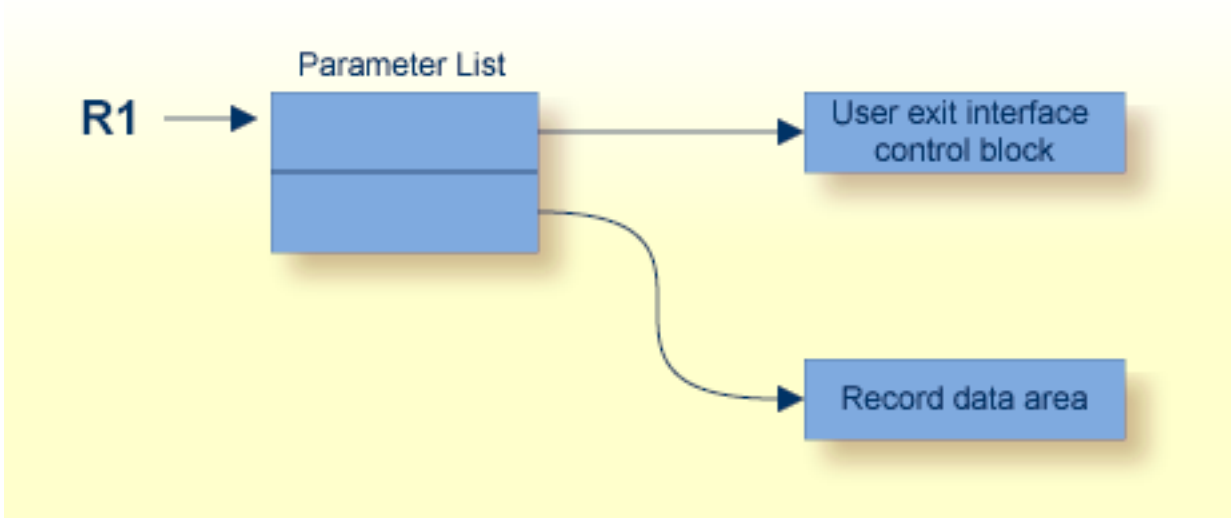 Parameter List
R1
User exit interface
control block
Record data area